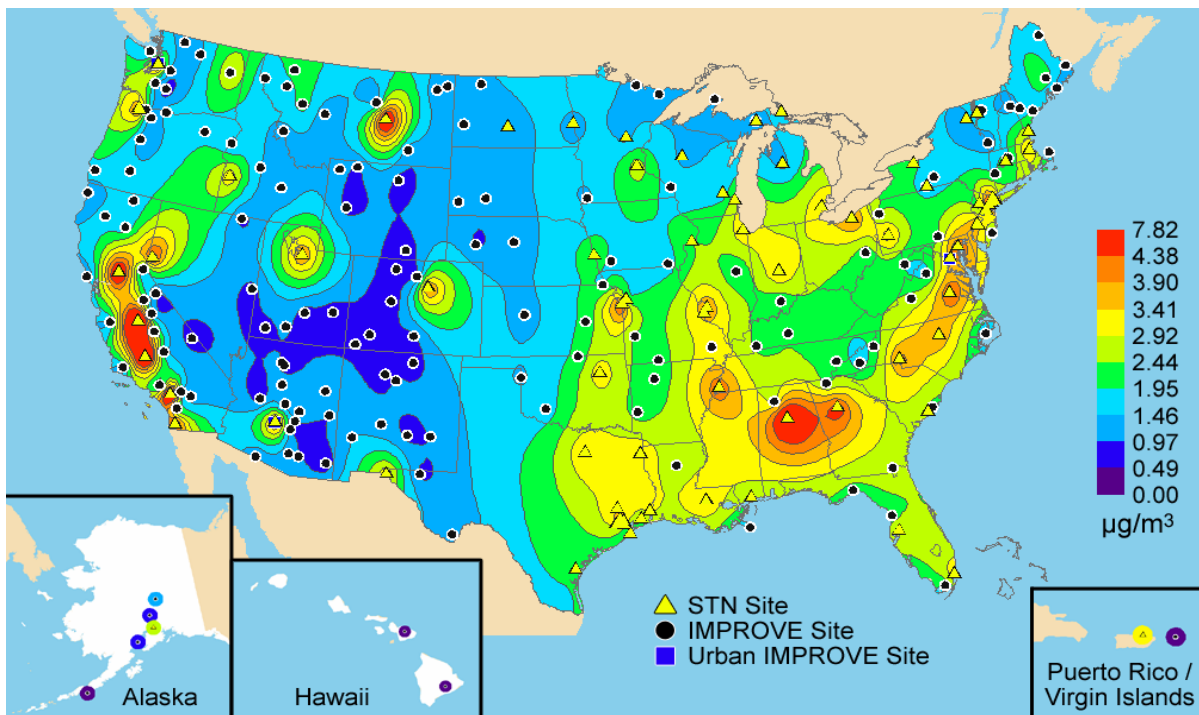 7.82
4.38
3.90
3.41
2.92
2.44
1.95
1.46
0.97
0.49
0.00
µg/m³
STN Site
IMPROVE Site
Urban IMPROVE Site
Alaska
Hawaii
Puerto Rico /
Virgin Islands